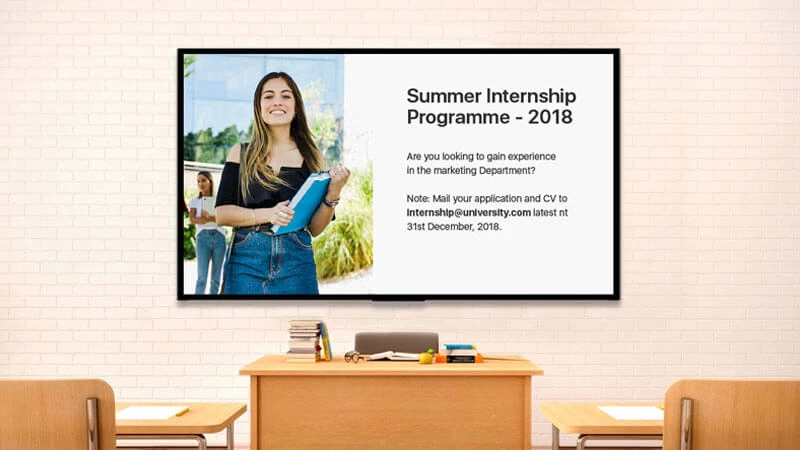 Summer Internship
Programme - 2018
Are you looking to gain experience
in the marketing Department?
Note: Mail your application and CV to
internship@university.com latest nt
31st December, 2018.